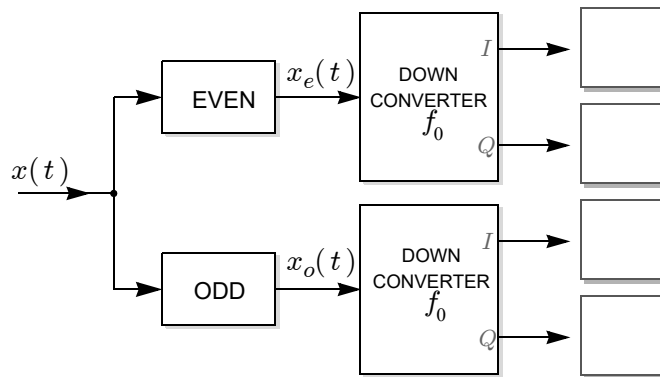 x(t)
EVEN
x_e(t)
DOWN
CONVERTER
f_0
I
Q
ODD
x_o(t)
DOWN
CONVERTER
f_0
I
Q